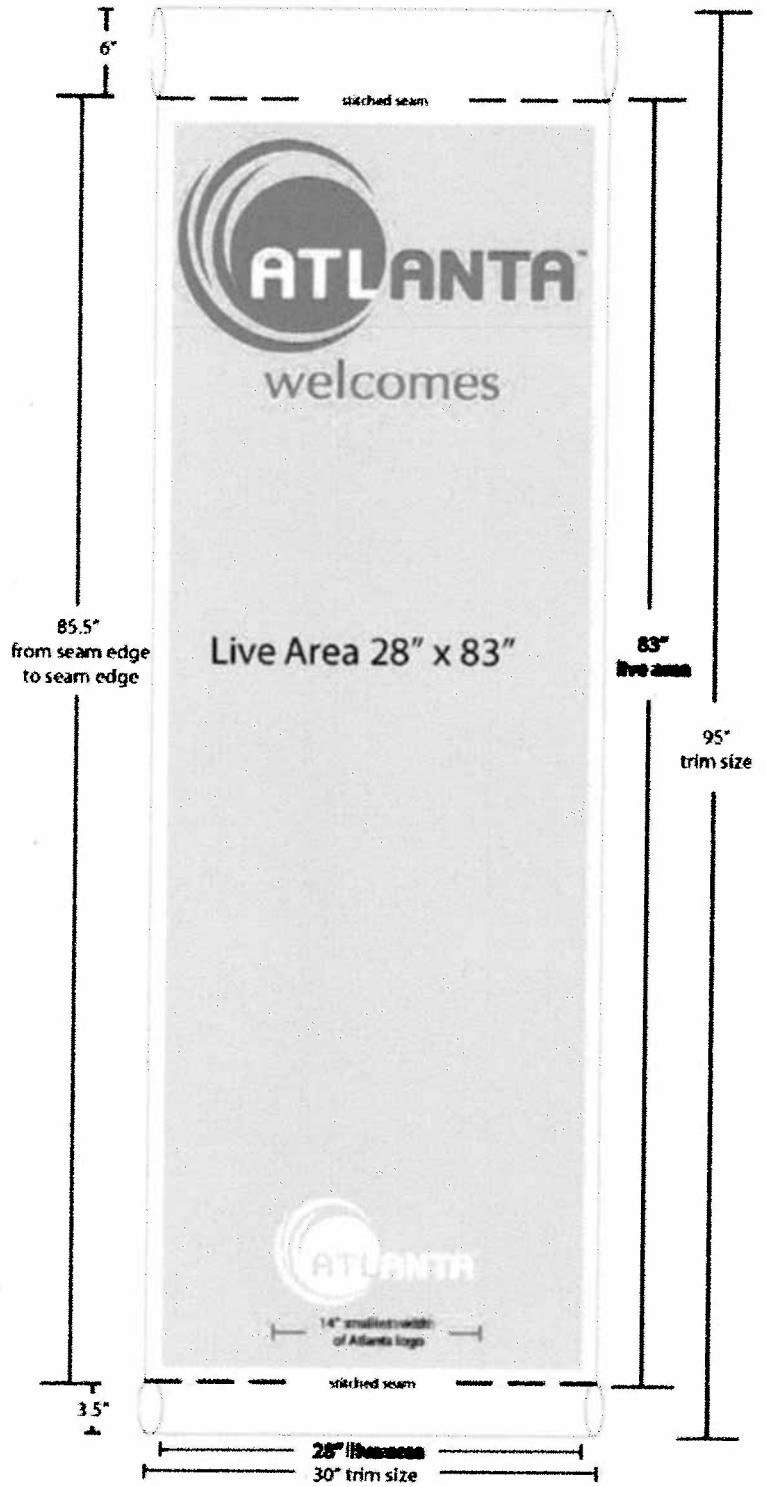 6"
stitched seam
ATLANTA™
welcomes
85.5"
from seam edge
to seam edge
Live Area 28" x 83"
83"
live area
95"
trim size
ATLANTA
14" smallest width
of Atlanta logo
stitched seam
3.5"
28" live area
30" trim size